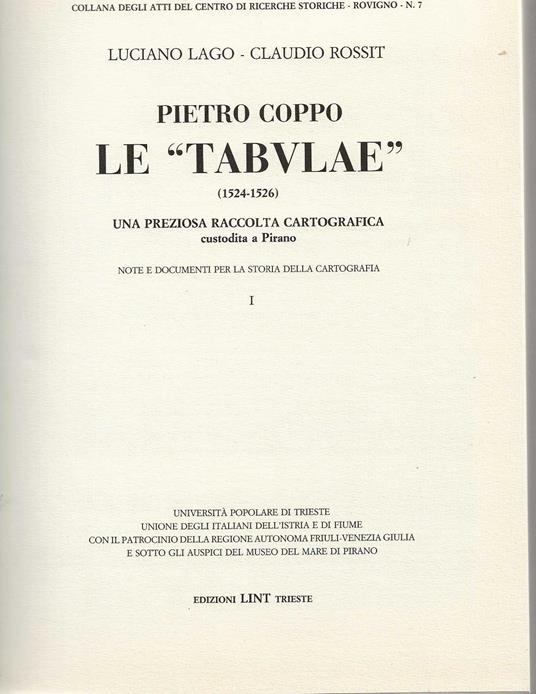 COLLANA DEGLI ATTI DEL CENTRO DI RICERCHE STORICHE - ROVIGNO - N. 7
LUCIANO LAGO - CLAUDIO ROSSIT
PIETRO COPPO
LE “TABVLAE”
(1524-1526)
UNA PREZIOSA RACCOLTA CARTOGRAFICA
custodita a Pirano
NOTE E DOCUMENTI PER LA STORIA DELLA CARTOGRAFIA
I
UNIVERSITÀ POPOLARE DI TRIESTE
UNIONE DEGLI ITALIANI DELL'ISTRIA E DI FIUME
CON IL PATROCINIO DELLA REGIONE AUTONOMA FRIULI-VENEZIA GIULIA
E SOTTO GLI AUSPICI DEL MUSEO DEL MARE DI PIRANO
EDIZIONI LINT TRIESTE